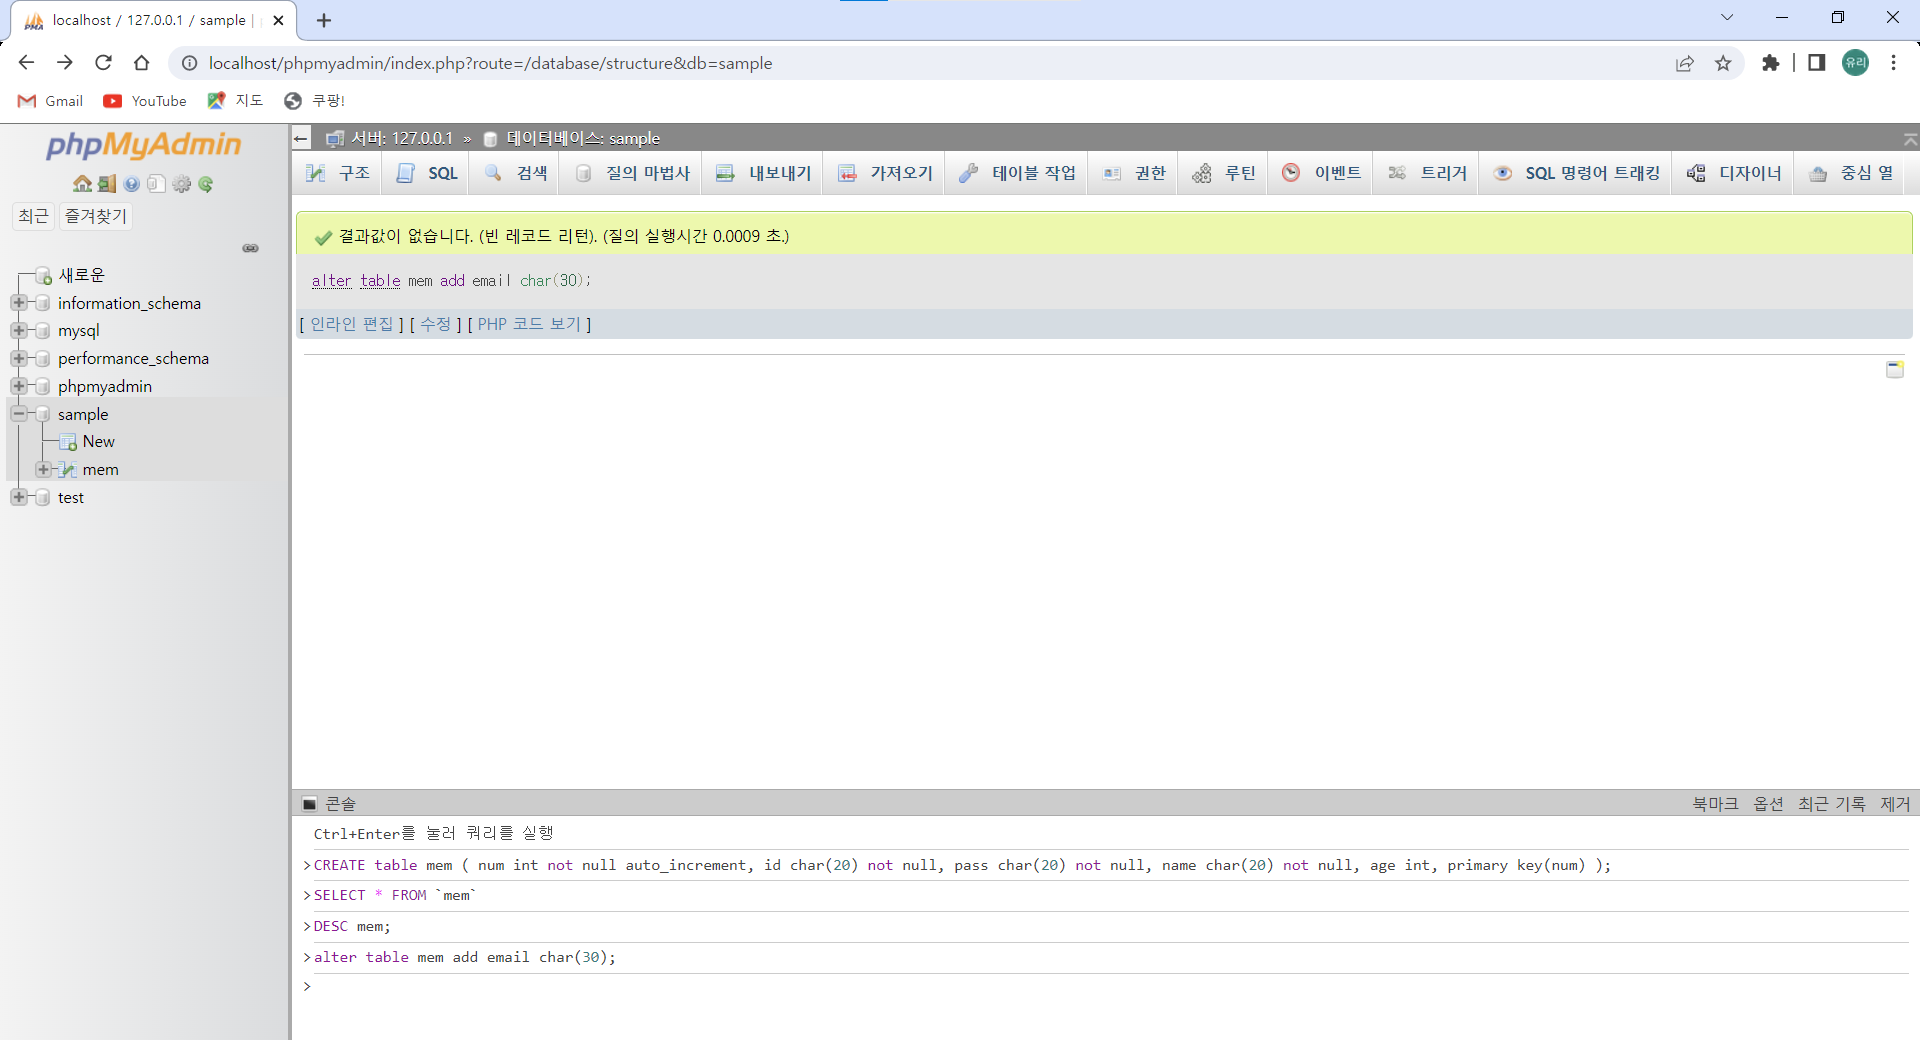 localhost / 127.0.0.1 / sample |
localhost/phpmyadmin/index.php?route=/database/structure&db=sample
유리
Gmail YouTube 지도 쿠팡!
phpMyAdmin
최근 즐겨찾기
새로운
information_schema
mysql
performance_schema
phpmyadmin
sample
New
mem
test
서버: 127.0.0.1 » 데이터베이스: sample
구조 SQL 검색 질의 마법사 내보내기 가져오기 테이블 작업 권한 루틴 이벤트 트리거 SQL 명령어 트래킹 디자이너 중심 열
결과값이 없습니다. (빈 레코드 리턴). (질의 실행시간 0.0009 초.)
alter table mem add email char(30);
[ 인라인 편집 ] [ 수정 ] [ PHP 코드 보기 ]
콘솔 북마크 옵션 최근 기록 제거
Ctrl+Enter를 눌러 쿼리를 실행
>CREATE table mem ( num int not null auto_increment, id char(20) not null, pass char(20) not null, name char(20) not null, age int, primary key(num) );
>SELECT * FROM `mem`
>DESC mem;
>alter table mem add email char(30);
>